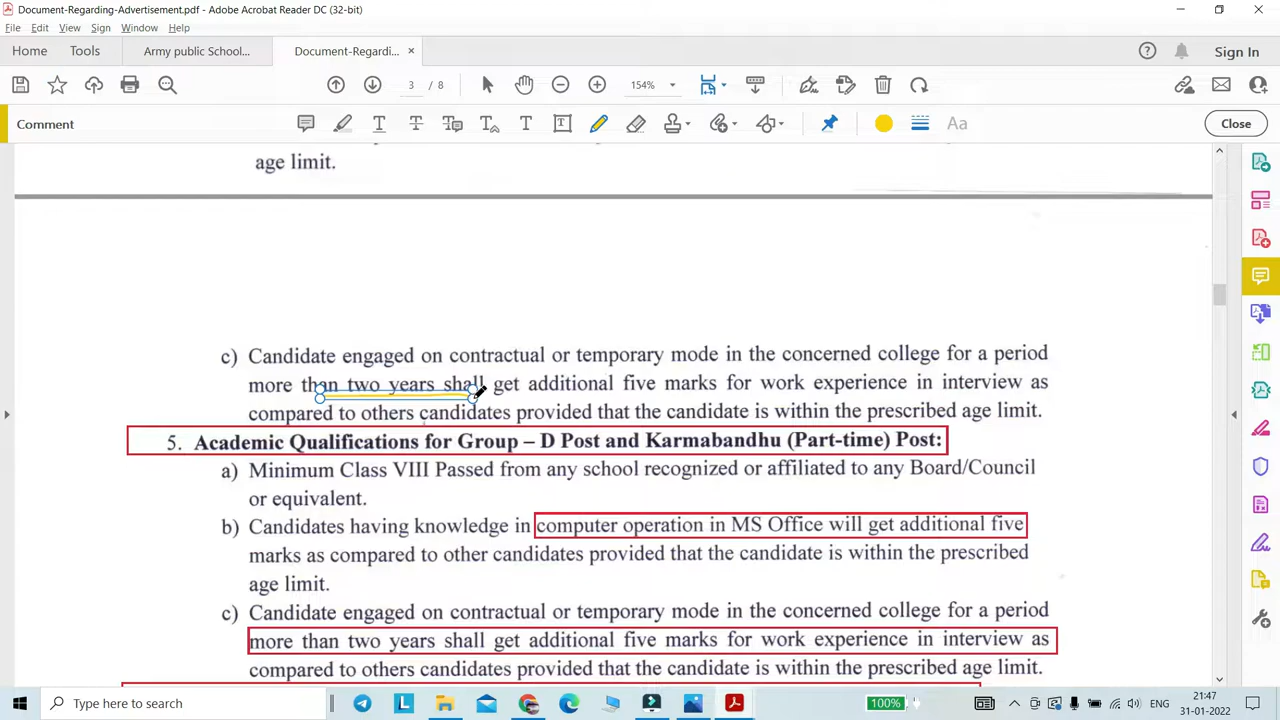 Document-Regarding-Advertisement.pdf - Adobe Acrobat Reader DC (32-bit)
File Edit View Sign Window Help
Home Tools Army public School... Document-Regardi... × Sign In
3 / 8 154%
Comment Aa Close
age limit.
c) Candidate engaged on contractual or temporary mode in the concerned college for a period
more than two years shall get additional five marks for work experience in interview as
compared to others candidates provided that the candidate is within the prescribed age limit.
5. Academic Qualifications for Group – D Post and Karmabandhu (Part-time) Post:
a) Minimum Class VIII Passed from any school recognized or affiliated to any Board/Council
or equivalent.
b) Candidates having knowledge in computer operation in MS Office will get additional five
marks as compared to other candidates provided that the candidate is within the prescribed
age limit.
c) Candidate engaged on contractual or temporary mode in the concerned college for a period
more than two years shall get additional five marks for work experience in interview as
compared to others candidates provided that the candidate is within the prescribed age limit.
Type here to search 100% ENG 21:47
31-01-2022